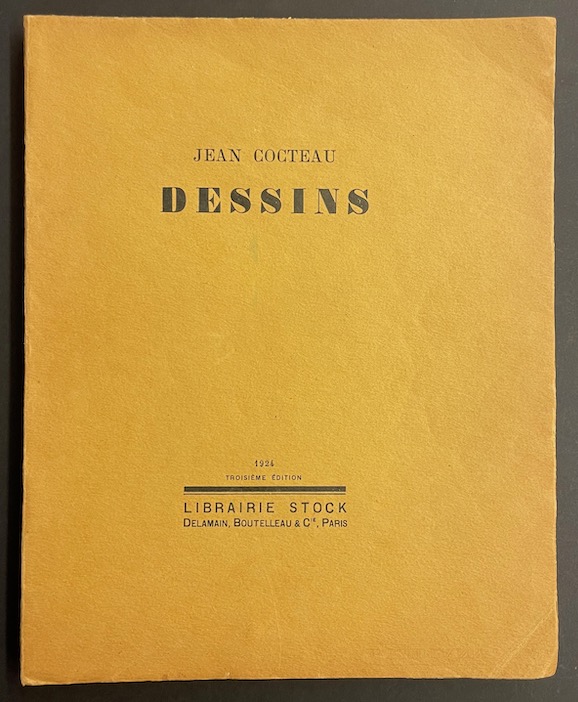 JEAN COCTEAU
DESSINS
1924
TROISIÈME ÉDITION
LIBRAIRIE STOCK
DELAMAIN, BOUTELLEAU & Cⁱᴱ, PARIS